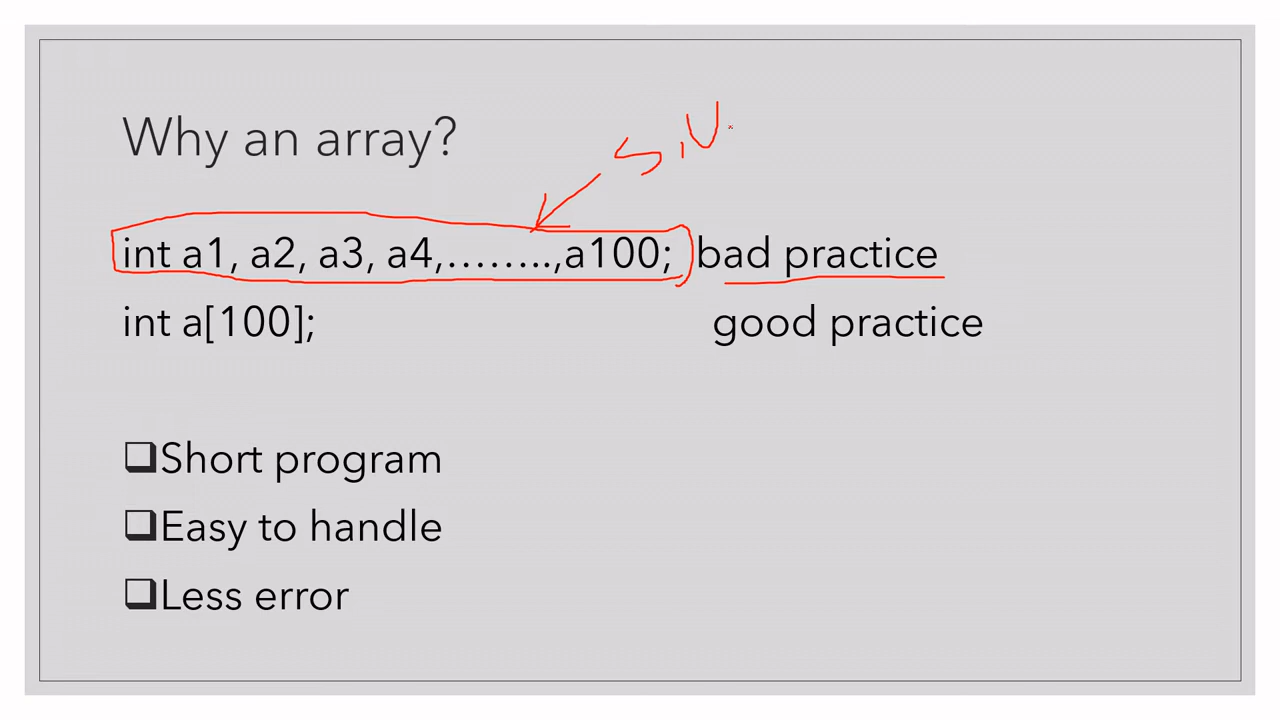 Why an array?
int a1, a2, a3, a4,……..,a100; bad practice
int a[100]; good practice
Short program
Easy to handle
Less error